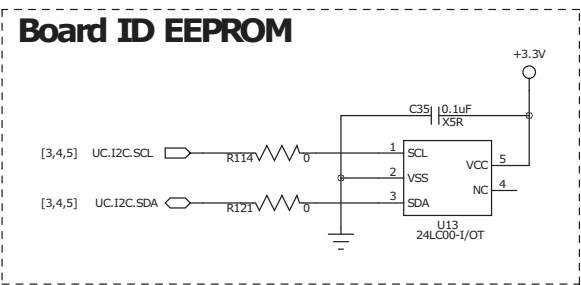 Board ID EEPROM
+3.3V
C35 0.1uF
X5R
[3,4,5] UC.I2C.SCL R114 0 1 SCL
VCC 5
2 VSS
NC 4
[3,4,5] UC.I2C.SDA R121 0 3 SDA
U13
24LC00-I/OT